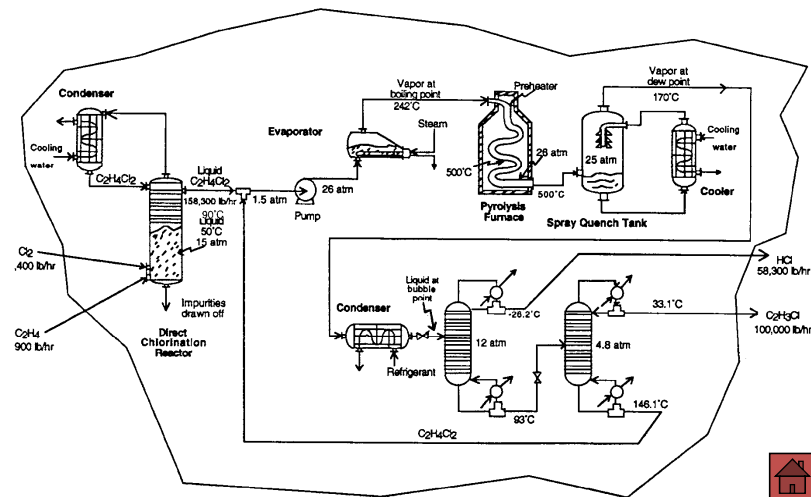 Condenser
Cooling
water
C2H4Cl2
Cl2
,400 lb/hr
C2H4
900 lb/hr
Direct
Chlorination
Reactor
Impurities
drawn off
Liquid
C2H4Cl2
158,300 lb/hr
90°C
Liquid
50°C
15 atm
1.5 atm
Pump
26 atm
Evaporator
Vapor at
boiling point
242°C
Steam
Preheater
500°C
26 atm
Pyrolysis
Furnace
500°C
25 atm
Spray Quench Tank
Vapor at
dew point
170°C
Cooling
water
Cooler
Condenser
Refrigerant
Liquid at
bubble
point
12 atm
-26.2°C
93°C
4.8 atm
33.1°C
146.1°C
C2H4Cl2
HCl
58,300 lb/hr
C2H3Cl
100,000 lb/hr